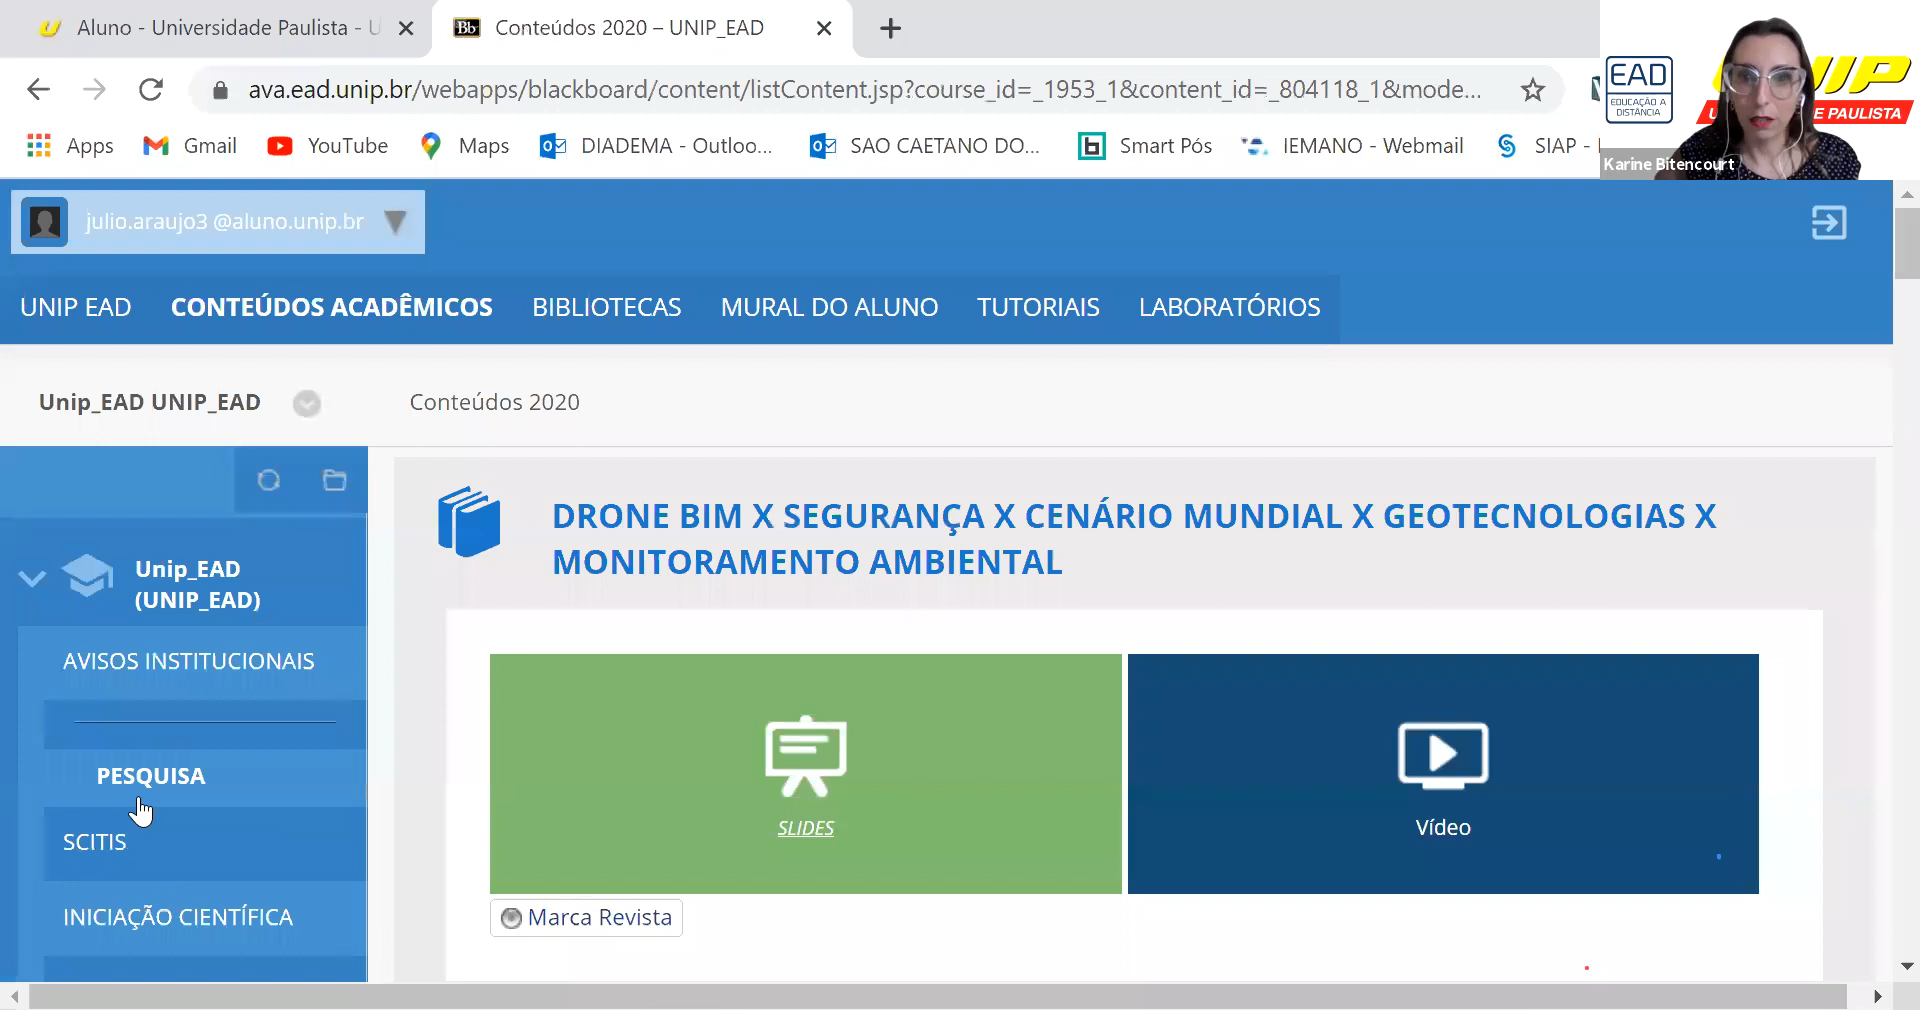 Aluno - Universidade Paulista - U
Conteúdos 2020 – UNIP_EAD
ava.ead.unip.br/webapps/blackboard/content/listContent.jsp?course_id=_1953_1&content_id=_804118_1&mode...
Apps
Gmail
YouTube
Maps
DIADEMA - Outloo...
SAO CAETANO DO...
Smart Pós
IEMANO - Webmail
SIAP -
EAD
EDUCAÇÃO A
DISTÂNCIA
E PAULISTA
Karine Bitencourt
julio.araujo3 @aluno.unip.br
UNIP EAD
CONTEÚDOS ACADÊMICOS
BIBLIOTECAS
MURAL DO ALUNO
TUTORIAIS
LABORATÓRIOS
Unip_EAD UNIP_EAD
Conteúdos 2020
Unip_EAD
(UNIP_EAD)
AVISOS INSTITUCIONAIS
PESQUISA
SCITIS
INICIAÇÃO CIENTÍFICA
DRONE BIM X SEGURANÇA X CENÁRIO MUNDIAL X GEOTECNOLOGIAS X
MONITORAMENTO AMBIENTAL
SLIDES
Vídeo
Marca Revista